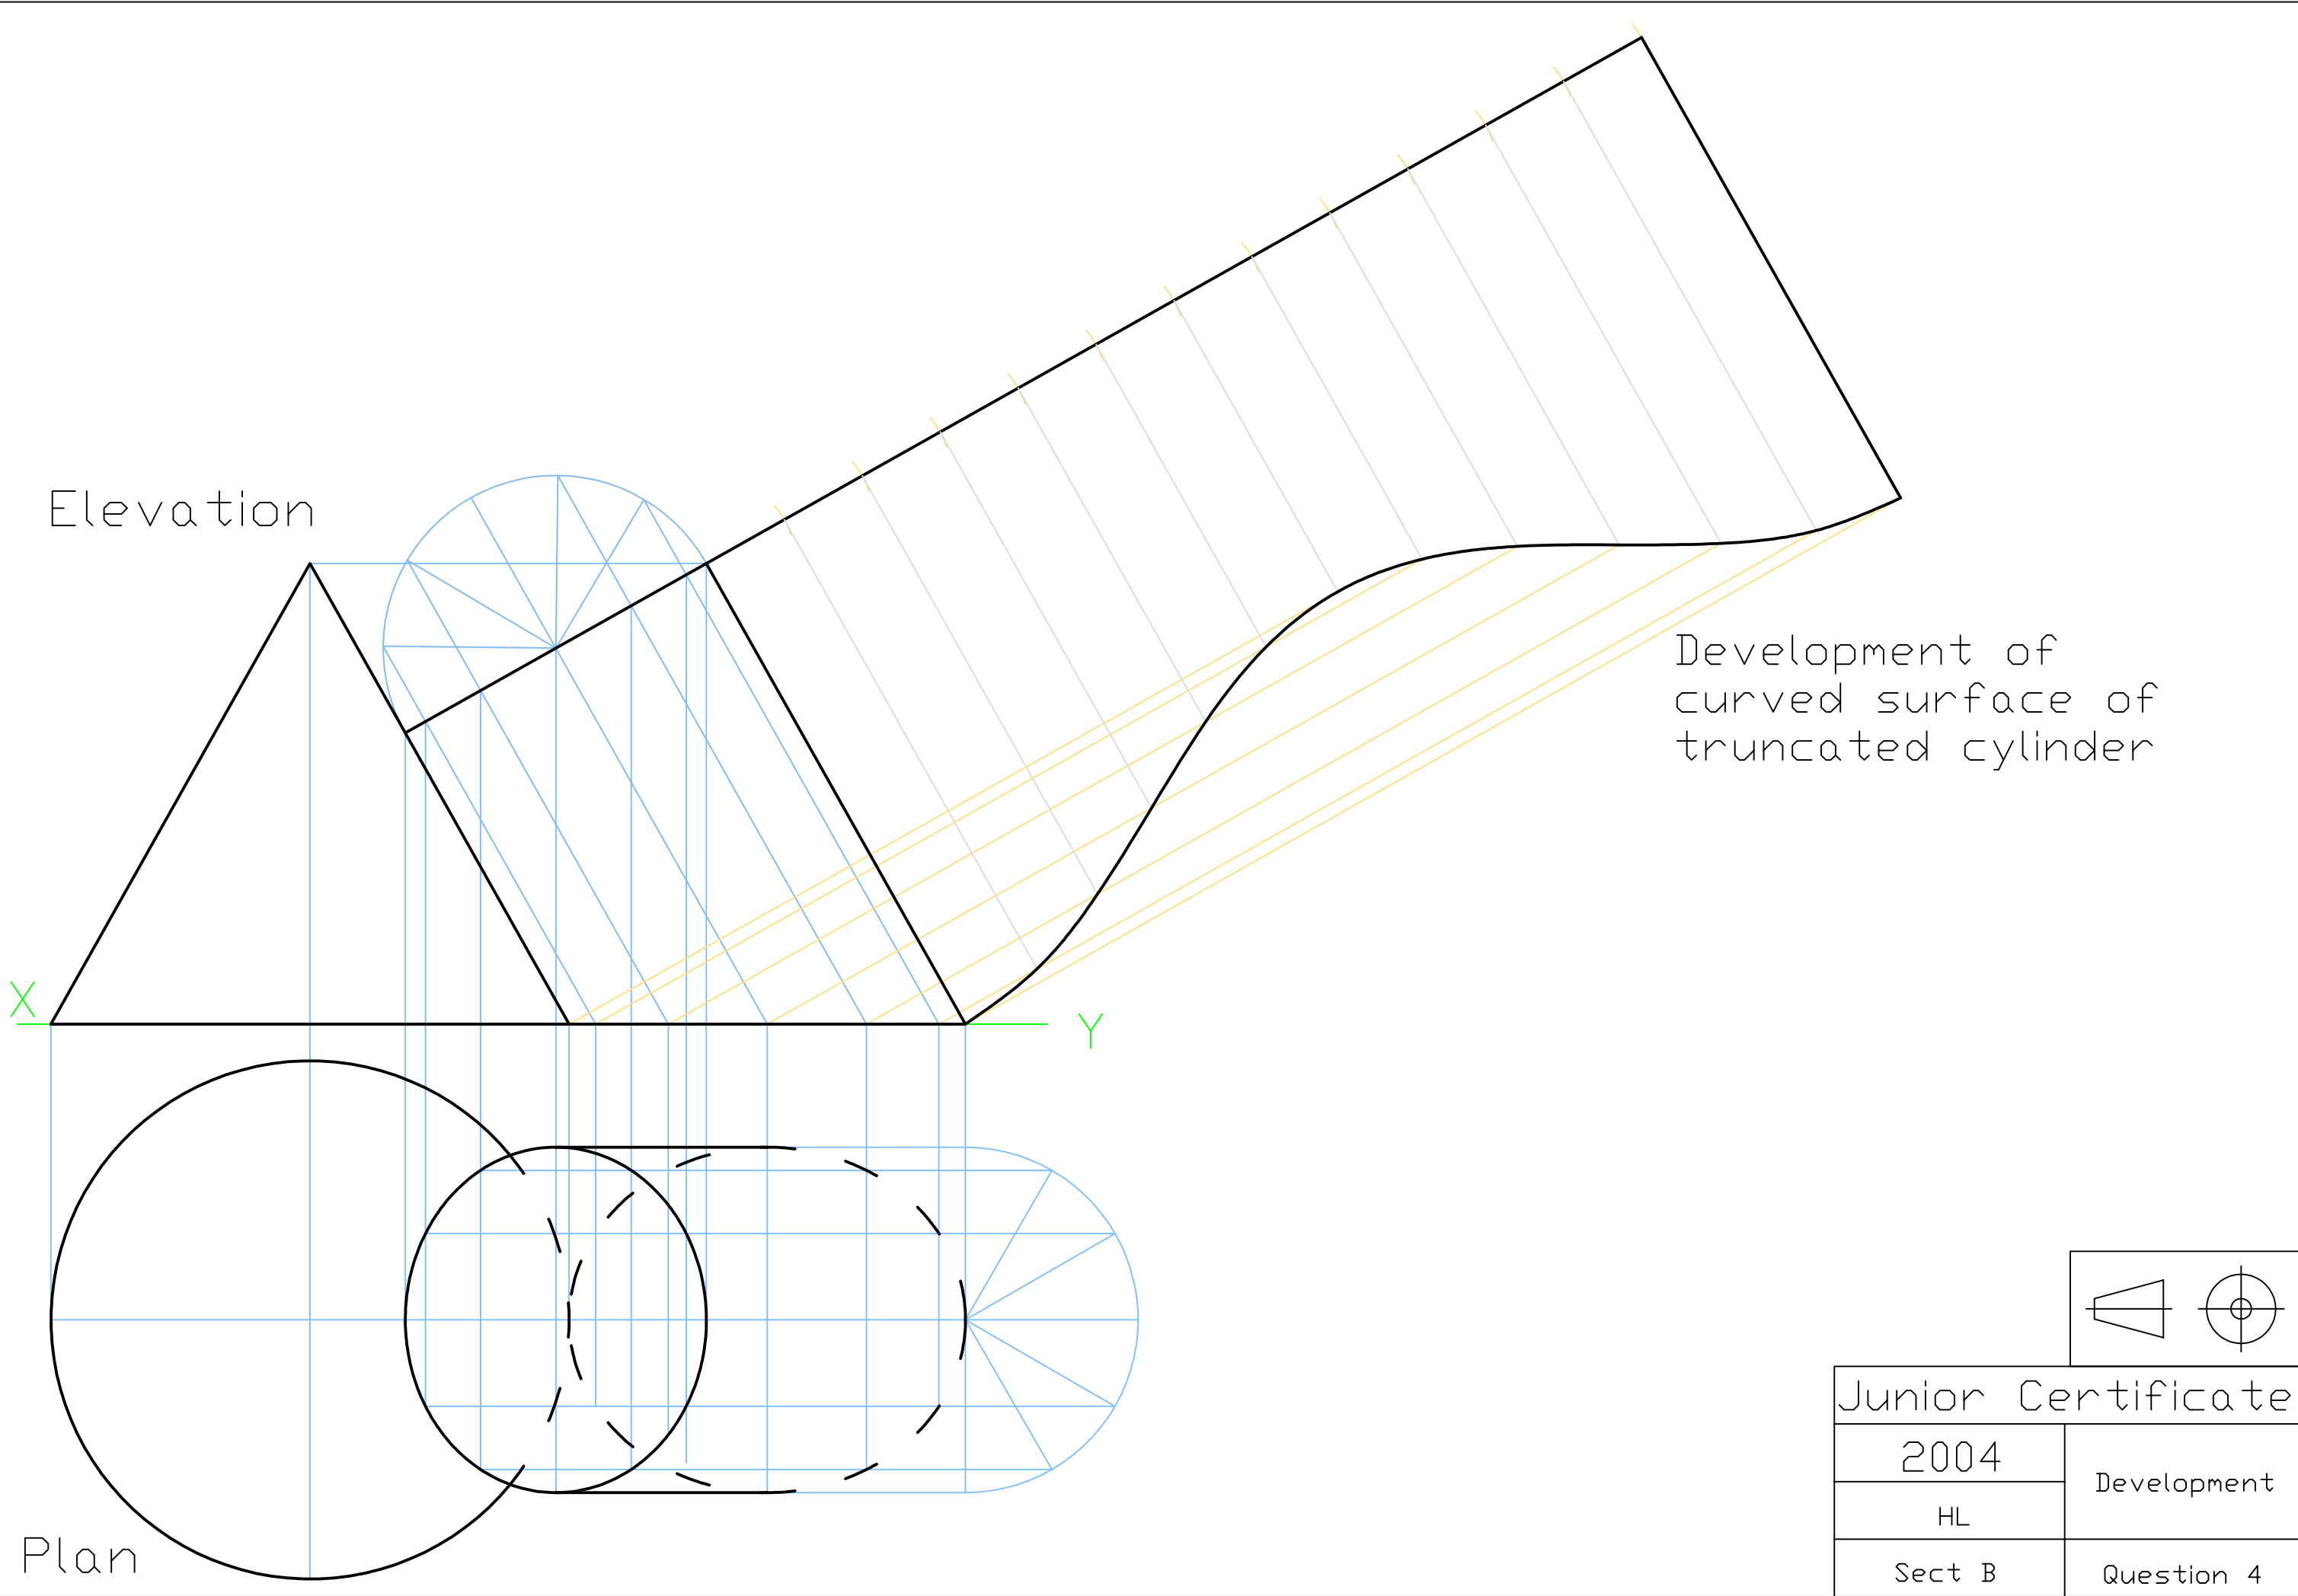 Elevation
Development of
curved surface of
truncated cylinder
X
Y
Plan
Junior Certificate
2004
Development
HL
Sect B
Question 4